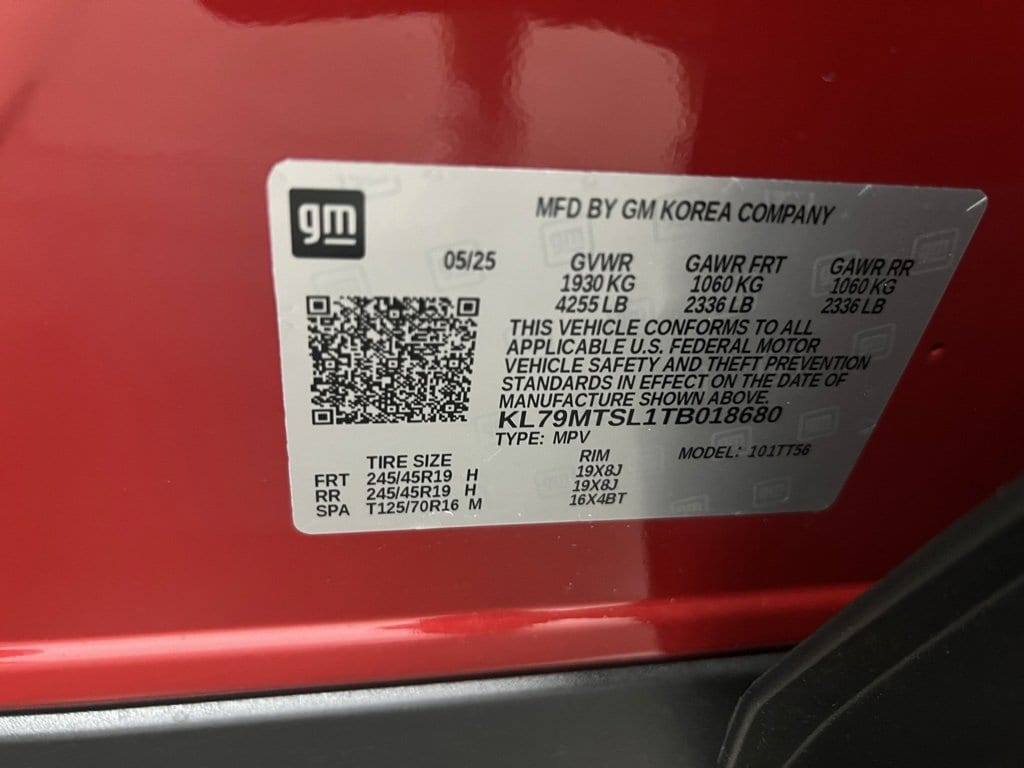 gm
MFD BY GM KOREA COMPANY
05/25 GVWR GAWR FRT GAWR RR
1930 KG 1060 KG 1060 KG
4255 LB 2336 LB 2336 LB
THIS VEHICLE CONFORMS TO ALL
APPLICABLE U.S. FEDERAL MOTOR
VEHICLE SAFETY AND THEFT PREVENTION
STANDARDS IN EFFECT ON THE DATE OF
MANUFACTURE SHOWN ABOVE.
KL79MTSL1TB018680
TYPE: MPV MODEL: 101TT56
TIRE SIZE RIM
FRT 245/45R19 H 19X8J
RR 245/45R19 H 19X8J
SPA T125/70R16 M 16X4BT